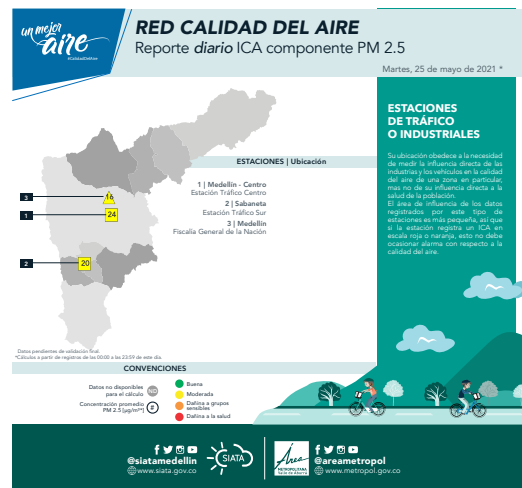 un mejor
aire
#CalidadDelAire
RED CALIDAD DEL AIRE
Reporte diario ICA componente PM 2.5
Martes, 25 de mayo de 2021 *
ESTACIONES
DE TRÁFICO
O INDUSTRIALES
Su ubicación obedece a la necesidad
de medir la influencia directa de las
industrias y los vehículos en la calidad
del aire de una zona en particular,
mas no de su influencia directa a la
salud de la población.
El área de influencia de los datos
registrados por este tipo de
estaciones es más pequeña, así que
si la estación registra un ICA en
escala roja o naranja, esto no debe
ocasionar alarma con respecto a la
calidad del aire.
ESTACIONES | Ubicación
1 | Medellín - Centro
Estación Tráfico Centro
2 | Sabaneta
Estación Tráfico Sur
3 | Medellín
Fiscalía General de la Nación
3
16
1
24
2
20
Datos pendientes de validación final.
*Cálculos a partir de registros de las 00:00 a las 23:59 de este día.
CONVENCIONES
Datos no disponibles
para el cálculo
ND
Concentración promedio
PM 2.5 [µg/m³]
#
Buena
Moderada
Dañina a grupos
sensibles
Dañina a la salud
@siatamedellin
www.siata.gov.co
SIATA
Área
METROPOLITANA
Valle de Aburrá
@areametropol
www.metropol.gov.co